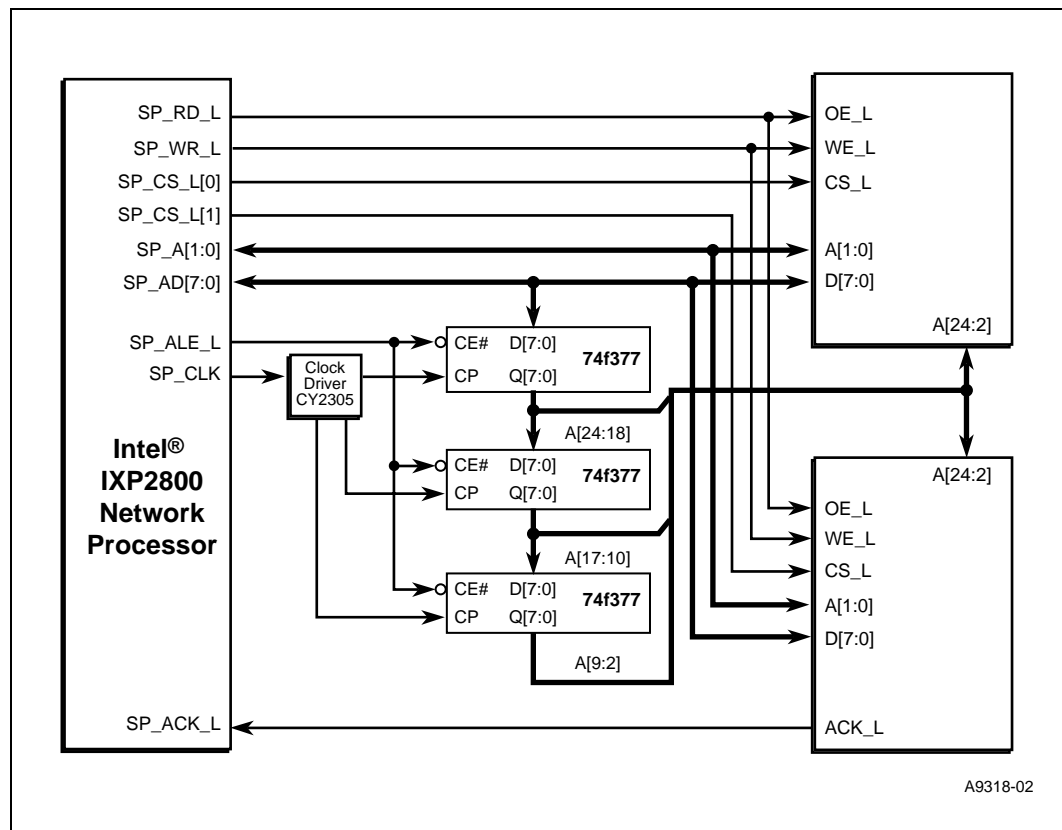 SP_RD_L
SP_WR_L
SP_CS_L[0]
SP_CS_L[1]
SP_A[1:0]
SP_AD[7:0]
SP_ALE_L
SP_CLK
Intel®
IXP2800
Network
Processor
SP_ACK_L
Clock
Driver
CY2305
CE# D[7:0]
74f377
CP Q[7:0]
A[24:18]
CE# D[7:0]
74f377
CP Q[7:0]
A[17:10]
CE# D[7:0]
74f377
CP Q[7:0]
A[9:2]
OE_L
WE_L
CS_L
A[1:0]
D[7:0]
A[24:2]
A[24:2]
OE_L
WE_L
CS_L
A[1:0]
D[7:0]
ACK_L
A9318-02